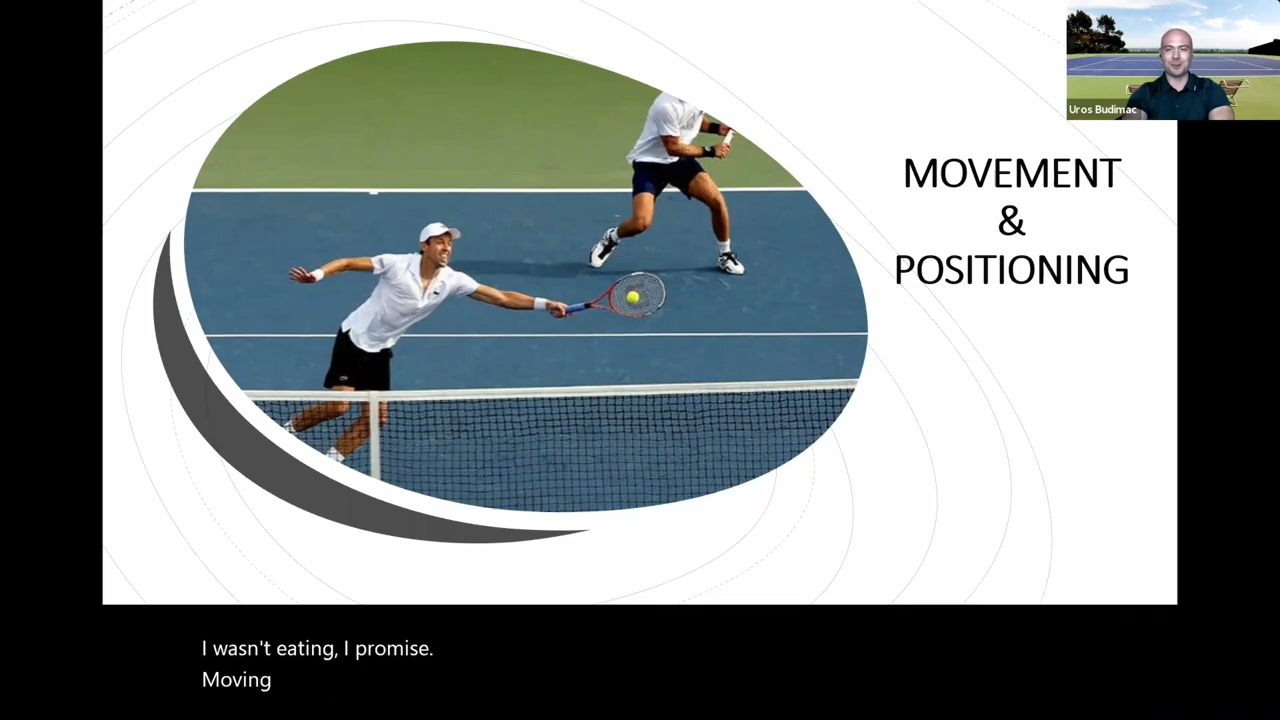 Uros Budimac
MOVEMENT
&
POSITIONING
I wasn't eating, I promise.
Moving